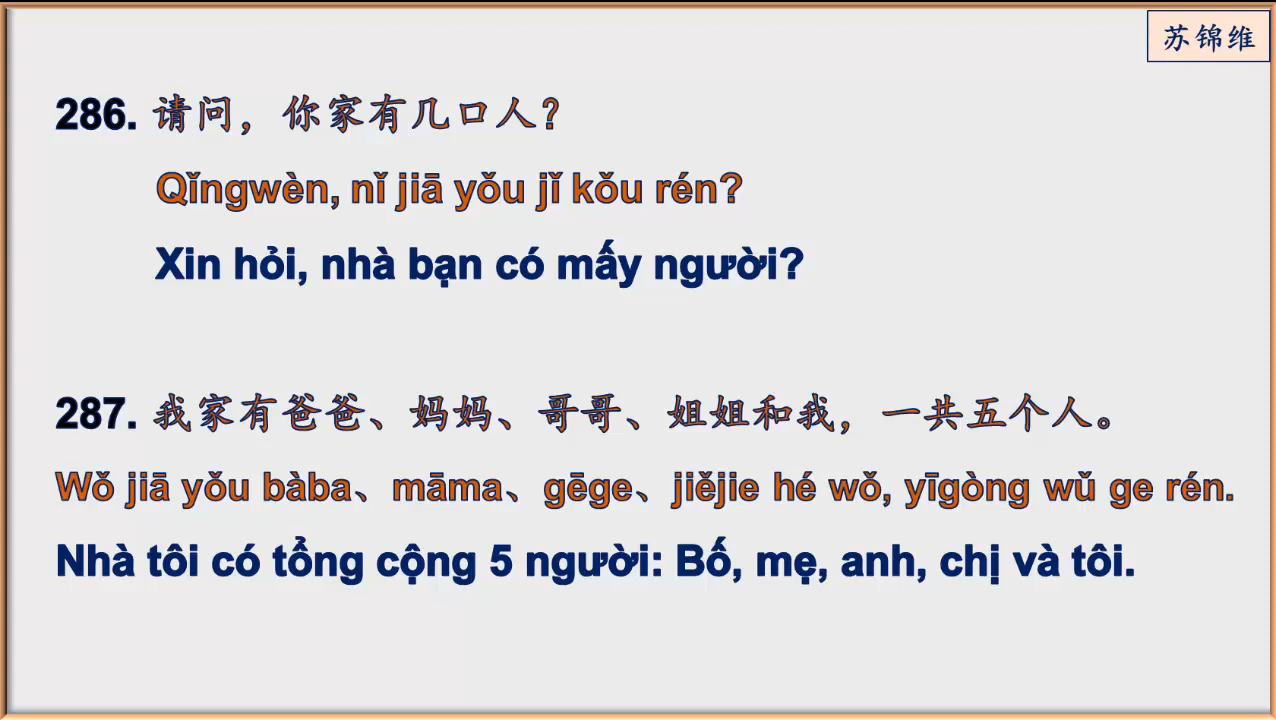 苏锦维
286. 请问，你家有几口人？
Qǐngwèn, nǐ jiā yǒu jǐ kǒu rén?
Xin hỏi, nhà bạn có mấy người?
287. 我家有爸爸、妈妈、哥哥、姐姐和我，一共五个人。
Wǒ jiā yǒu bàba、māma、gēge、jiějie hé wǒ, yīgòng wǔ ge rén.
Nhà tôi có tổng cộng 5 người: Bố, mẹ, anh, chị và tôi.